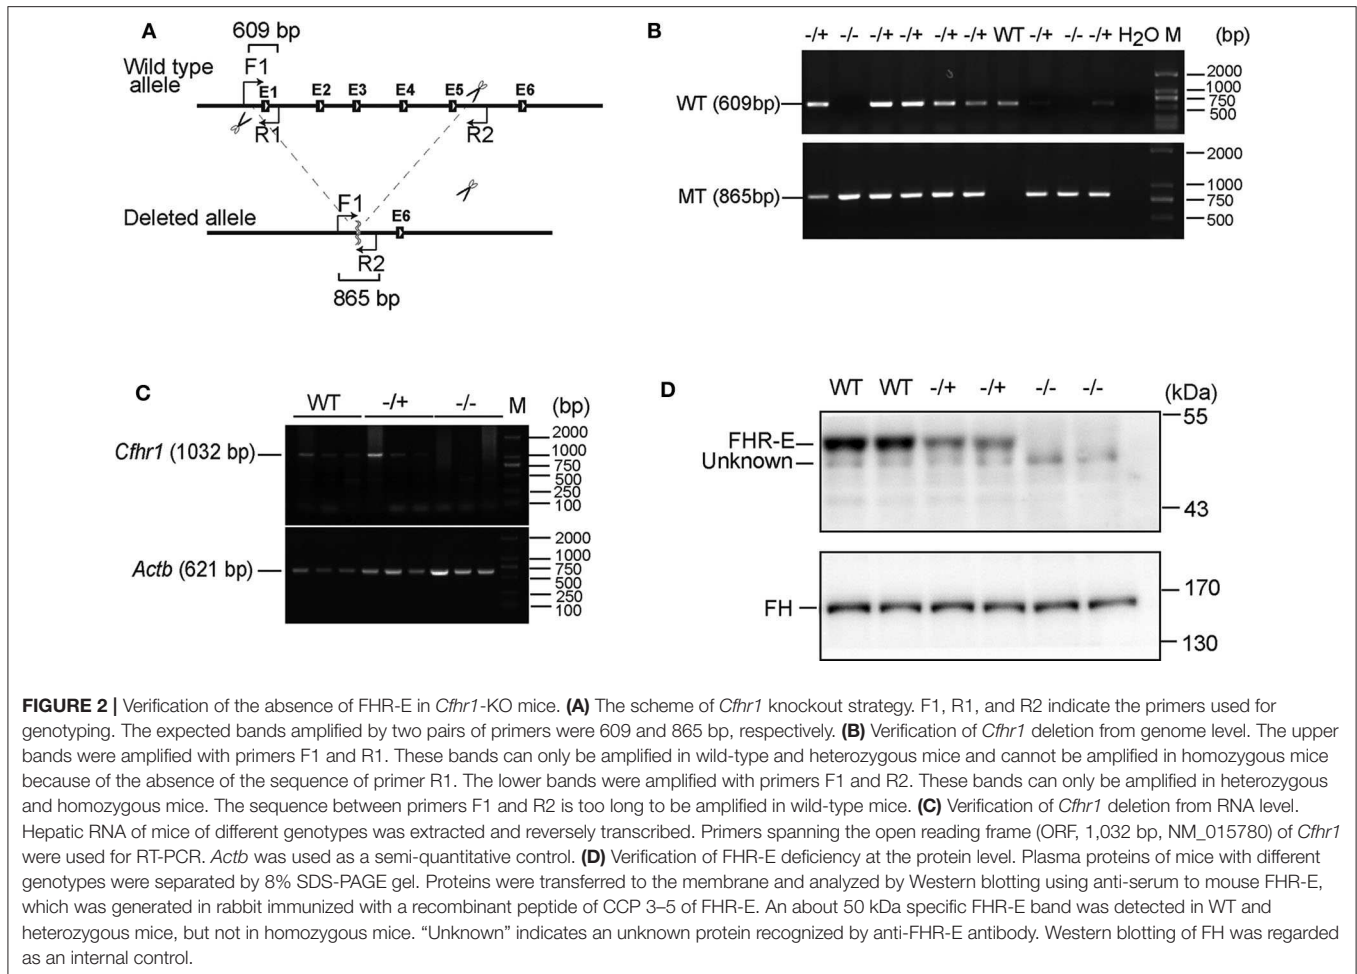 A
609 bp
Wild type
allele
F1
E1 E2 E3 E4 E5 E6
R1 R2
F1
Deleted allele
E6
R2
865 bp
B
-/+ -/- -/+ -/+ -/+ -/+ WT -/+ -/- -/+ H2O M (bp)
WT (609bp)
2000
1000
750
500
MT (865bp)
2000
1000
750
500
C
WT -/+ -/- M (bp)
Cfhr1 (1032 bp)
2000
1000
750
500
250
100
Actb (621 bp)
2000
1000
750
500
250
100
D
WT WT -/+ -/+ -/- -/- (kDa)
55
FHR-E
Unknown
43
170
FH
130
FIGURE 2 | Verification of the absence of FHR-E in Cfhr1-KO mice. (A) The scheme of Cfhr1 knockout strategy. F1, R1, and R2 indicate the primers used for
genotyping. The expected bands amplified by two pairs of primers were 609 and 865 bp, respectively. (B) Verification of Cfhr1 deletion from genome level. The upper
bands were amplified with primers F1 and R1. These bands can only be amplified in wild-type and heterozygous mice and cannot be amplified in homozygous mice
because of the absence of the sequence of primer R1. The lower bands were amplified with primers F1 and R2. These bands can only be amplified in heterozygous
and homozygous mice. The sequence between primers F1 and R2 is too long to be amplified in wild-type mice. (C) Verification of Cfhr1 deletion from RNA level.
Hepatic RNA of mice of different genotypes was extracted and reversely transcribed. Primers spanning the open reading frame (ORF, 1,032 bp, NM_015780) of Cfhr1
were used for RT-PCR. Actb was used as a semi-quantitative control. (D) Verification of FHR-E deficiency at the protein level. Plasma proteins of mice with different
genotypes were separated by 8% SDS-PAGE gel. Proteins were transferred to the membrane and analyzed by Western blotting using anti-serum to mouse FHR-E,
which was generated in rabbit immunized with a recombinant peptide of CCP 3–5 of FHR-E. An about 50 kDa specific FHR-E band was detected in WT and
heterozygous mice, but not in homozygous mice. “Unknown” indicates an unknown protein recognized by anti-FHR-E antibody. Western blotting of FH was regarded
as an internal control.